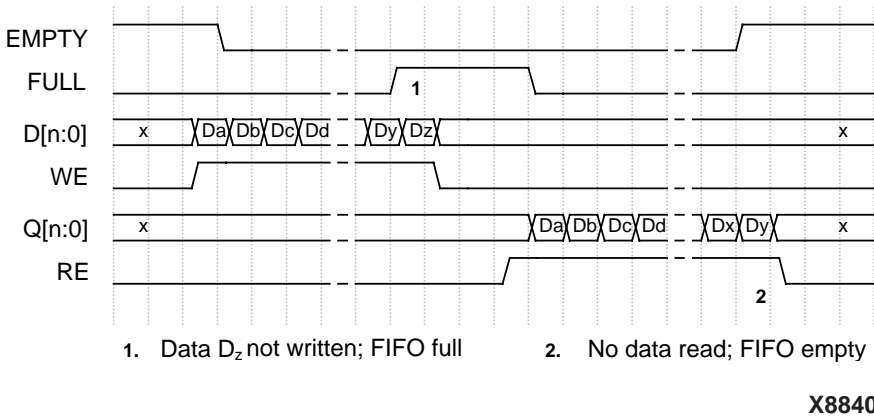 EMPTY
FULL
1
D[n:0] x Da Db Dc Dd Dy Dz x
WE
Q[n:0] x Da Db Dc Dd Dx Dy x
RE
2
1. Data Dz not written; FIFO full 2. No data read; FIFO empty
X8840